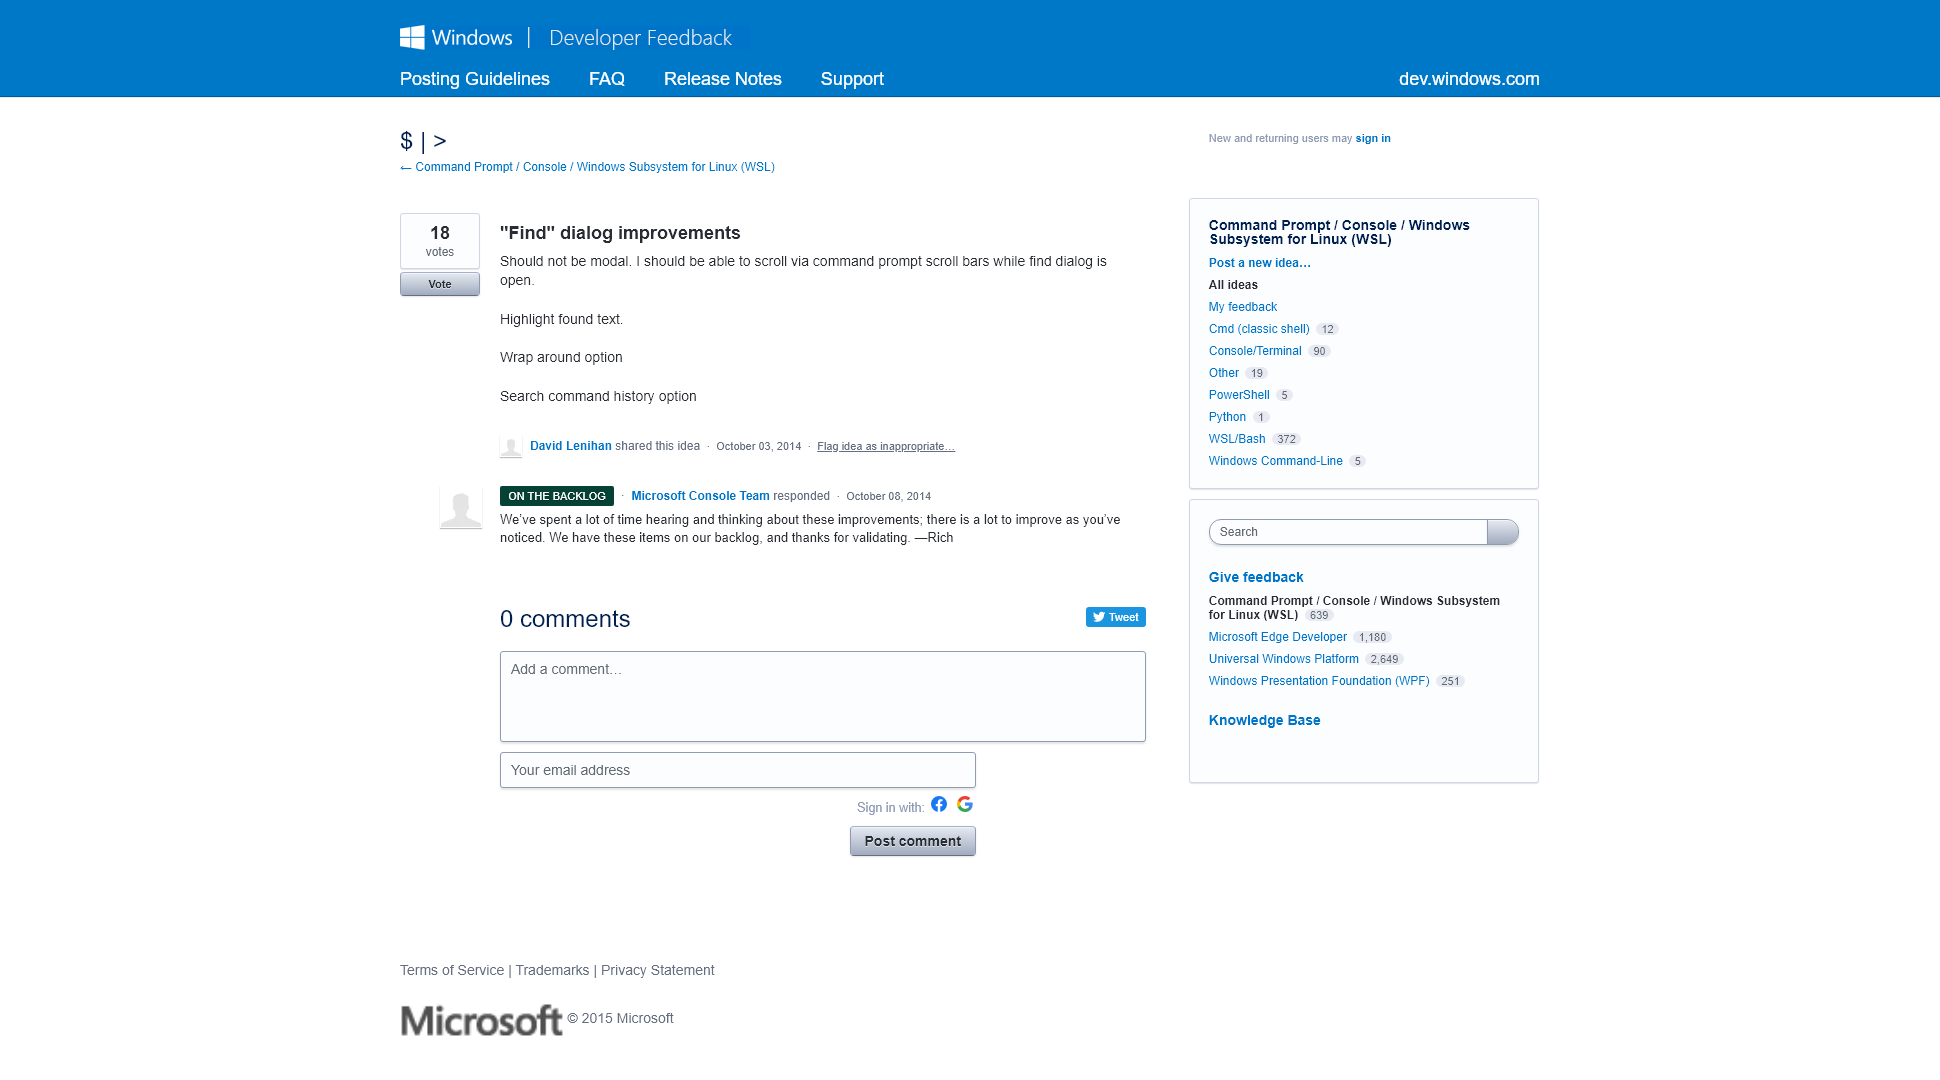 Windows | Developer Feedback
Posting Guidelines FAQ Release Notes Support dev.windows.com
$ | >
← Command Prompt / Console / Windows Subsystem for Linux (WSL)
New and returning users may sign in
18
votes
Vote
"Find" dialog improvements
Should not be modal. I should be able to scroll via command prompt scroll bars while find dialog is
open.
Highlight found text.
Wrap around option
Search command history option
David Lenihan shared this idea · October 03, 2014 · Flag idea as inappropriate…
ON THE BACKLOG · Microsoft Console Team responded · October 08, 2014
We’ve spent a lot of time hearing and thinking about these improvements; there is a lot to improve as you’ve
noticed. We have these items on our backlog, and thanks for validating. —Rich
0 comments
Tweet
Add a comment…
Your email address
Sign in with:
Post comment
Command Prompt / Console / Windows
Subsystem for Linux (WSL)
Post a new idea…
All ideas
My feedback
Cmd (classic shell) 12
Console/Terminal 90
Other 19
PowerShell 5
Python 1
WSL/Bash 372
Windows Command-Line 5
Search
Give feedback
Command Prompt / Console / Windows Subsystem
for Linux (WSL) 639
Microsoft Edge Developer 1,180
Universal Windows Platform 2,649
Windows Presentation Foundation (WPF) 251
Knowledge Base
Terms of Service | Trademarks | Privacy Statement
Microsoft © 2015 Microsoft